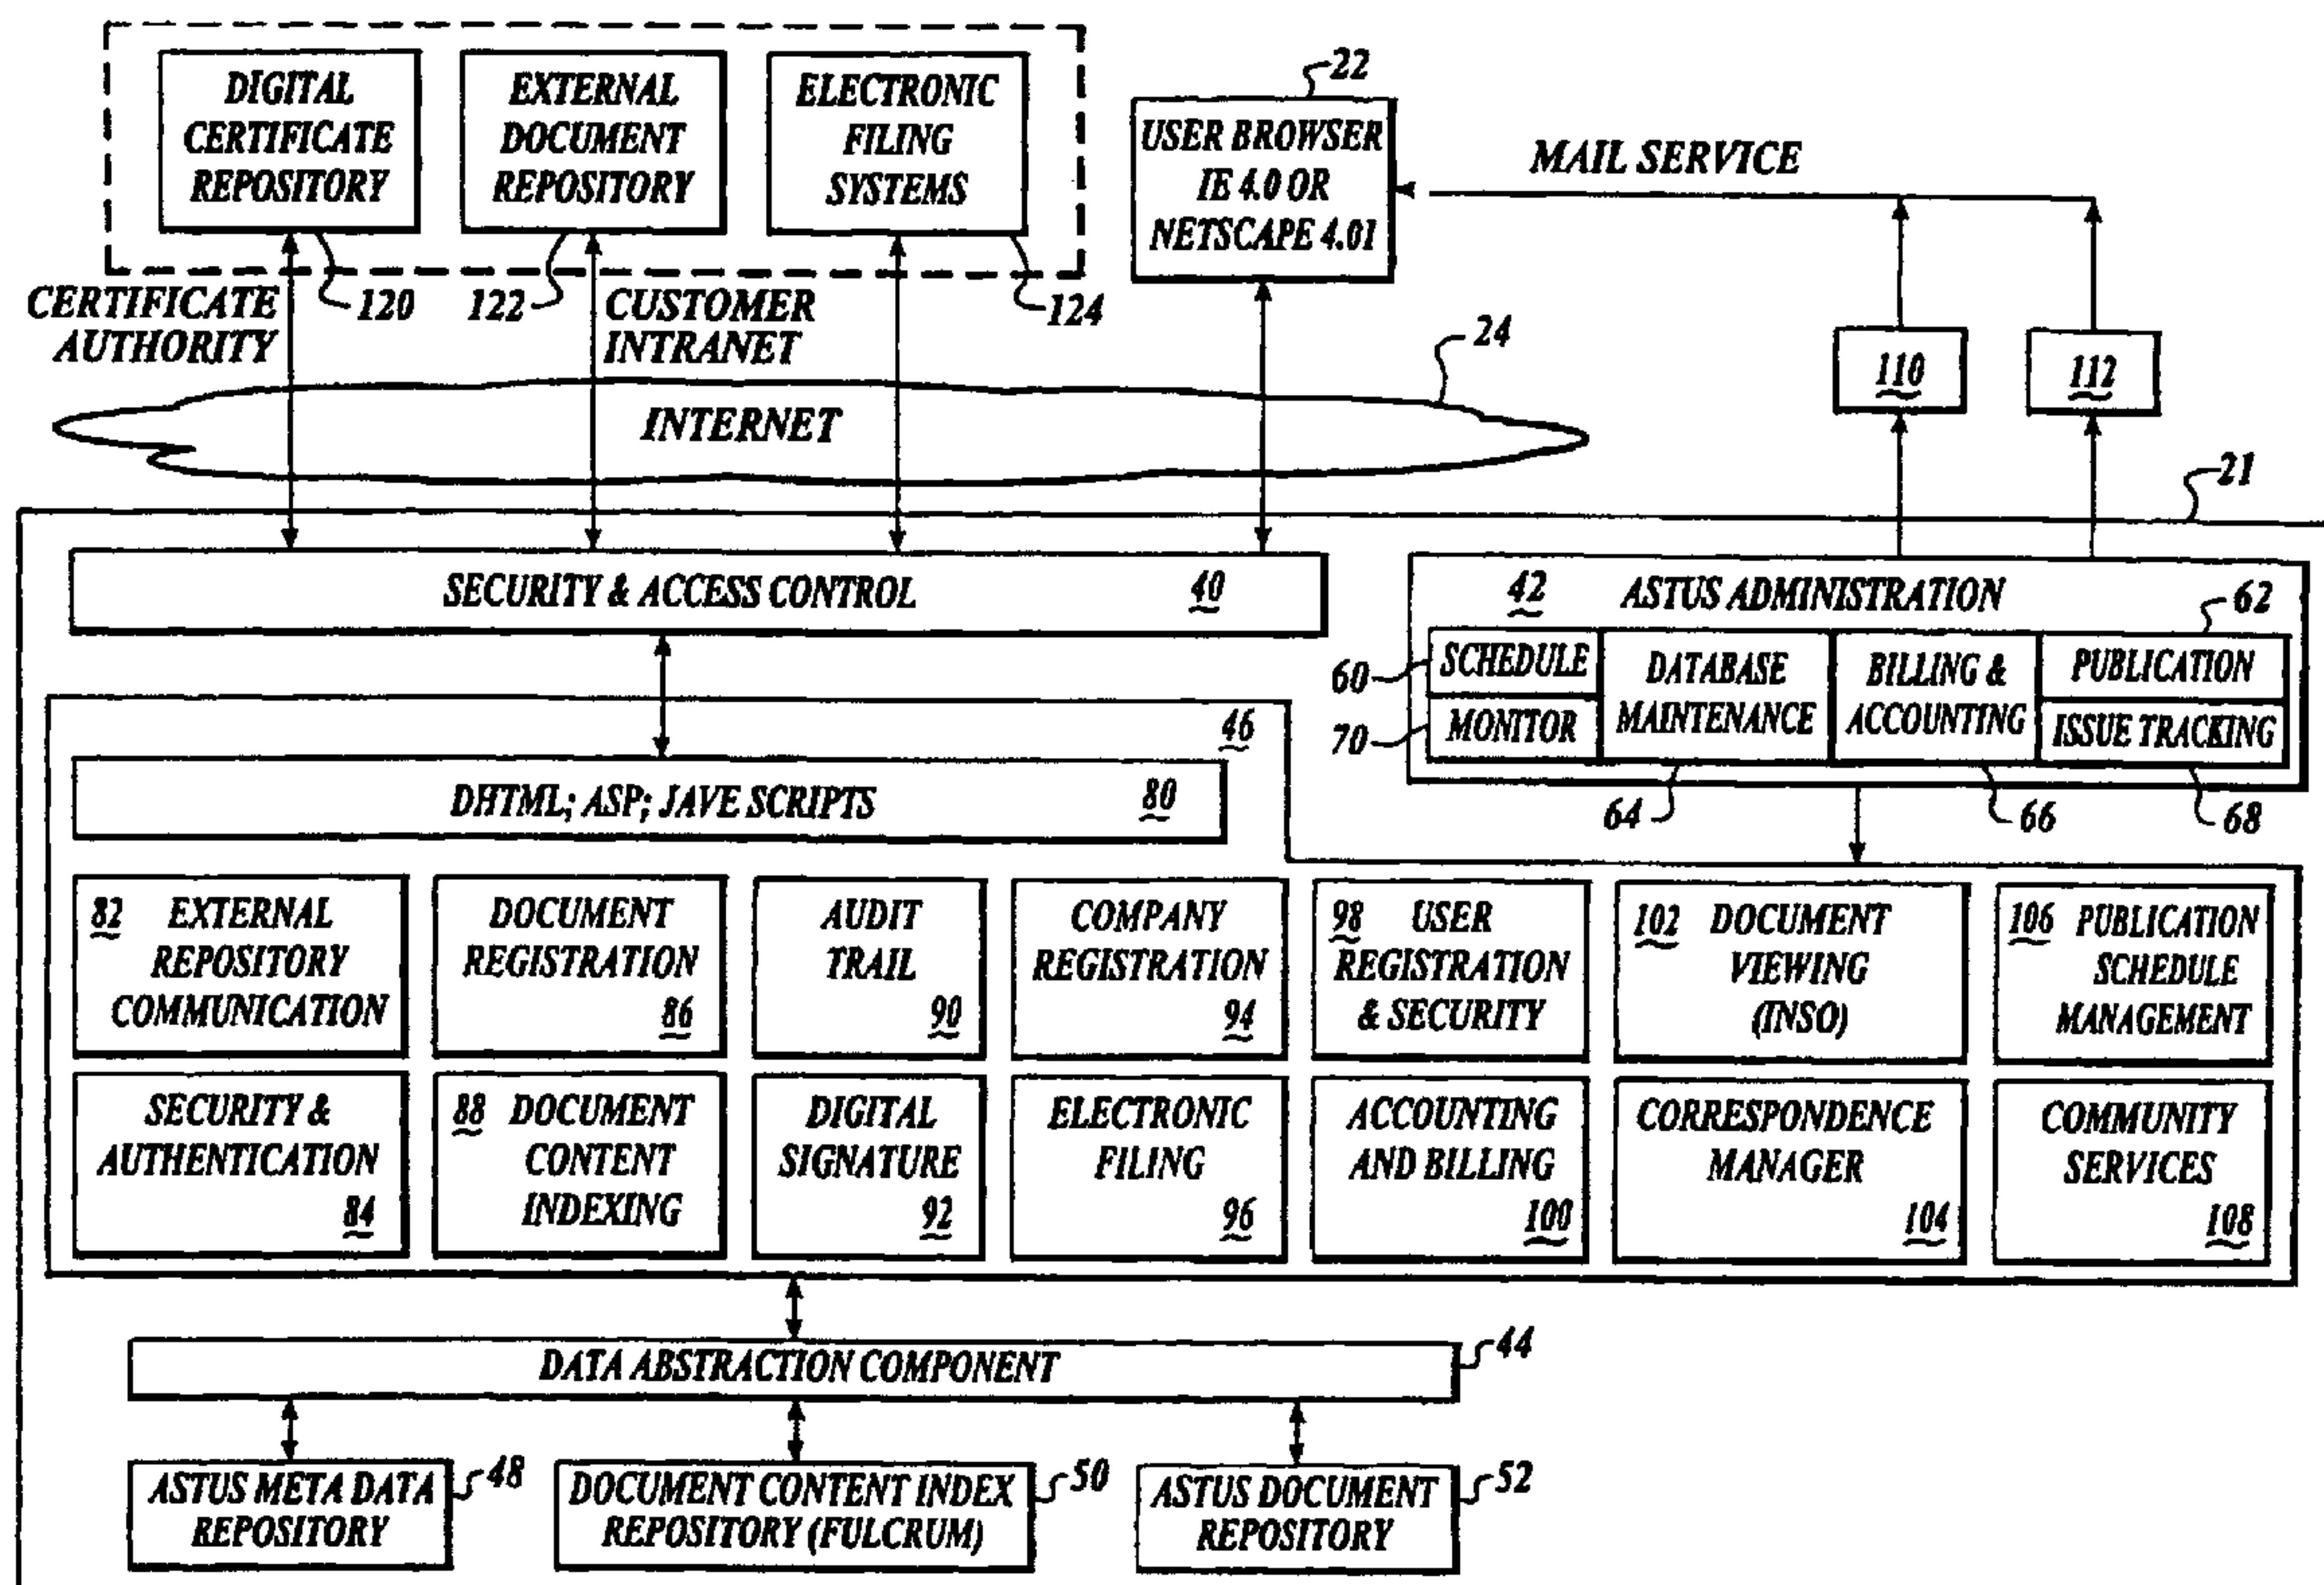 DIGITAL
CERTIFICATE
REPOSITORY
EXTERNAL
DOCUMENT
REPOSITORY
ELECTRONIC
FILING
SYSTEMS
22
USER BROWSER
IE 4.0 OR
NETSCAPE 4.01
MAIL SERVICE
CERTIFICATE
AUTHORITY
120
122
CUSTOMER
INTRANET
124
24
110
112
INTERNET
21
SECURITY & ACCESS CONTROL 40
42 ASTUS ADMINISTRATION
62
60
SCHEDULE
70
MONITOR
DATABASE
MAINTENANCE
BILLING &
ACCOUNTING
PUBLICATION
ISSUE TRACKING
64
66
68
46
DHTML; ASP; JAVE SCRIPTS 80
82 EXTERNAL
REPOSITORY
COMMUNICATION
DOCUMENT
REGISTRATION
86
AUDIT
TRAIL
90
COMPANY
REGISTRATION
94
98 USER
REGISTRATION
& SECURITY
102 DOCUMENT
VIEWING
(INSO)
106 PUBLICATION
SCHEDULE
MANAGEMENT
SECURITY &
AUTHENTICATION
84
88 DOCUMENT
CONTENT
INDEXING
DIGITAL
SIGNATURE
92
ELECTRONIC
FILING
96
ACCOUNTING
AND BILLING
100
CORRESPONDENCE
MANAGER
104
COMMUNITY
SERVICES
108
DATA ABSTRACTION COMPONENT
44
ASTUS META DATA
REPOSITORY
48
DOCUMENT CONTENT INDEX
REPOSITORY (FULCRUM)
50
ASTUS DOCUMENT
REPOSITORY
52